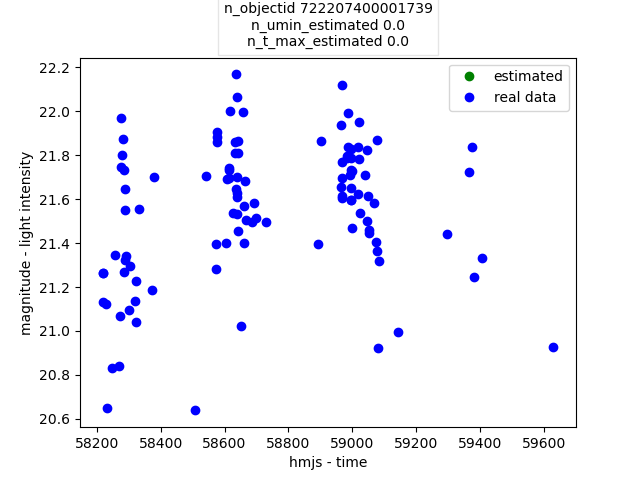 n_objectid 722207400001739
n_umin_estimated 0.0
n_t_max_estimated 0.0
22.2
22.0
21.8
21.6
21.4
21.2
21.0
20.8
20.6
magnitude - light intensity
estimated
real data
58200 58400 58600 58800 59000 59200 59400 59600
hmjs - time